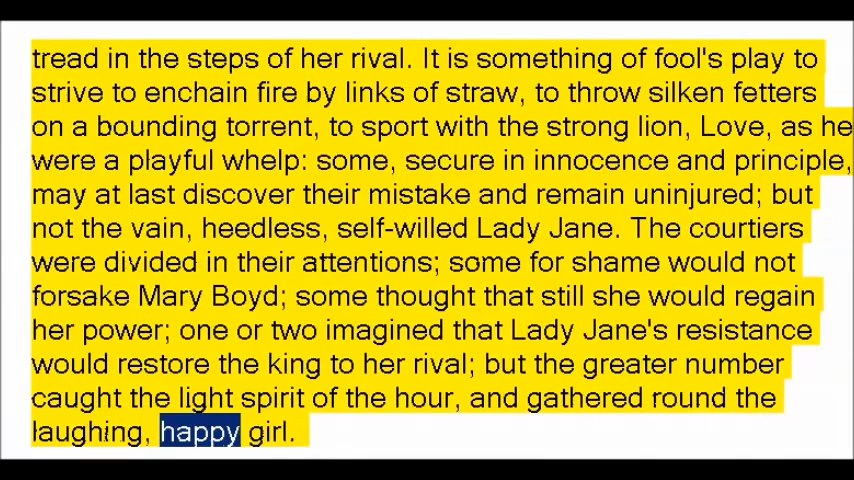 tread in the steps of her rival. It is something of fool's play to
strive to enchain fire by links of straw, to throw silken fetters
on a bounding torrent, to sport with the strong lion, Love, as he
were a playful whelp: some, secure in innocence and principle,
may at last discover their mistake and remain uninjured; but
not the vain, heedless, self-willed Lady Jane. The courtiers
were divided in their attentions; some for shame would not
forsake Mary Boyd; some thought that still she would regain
her power; one or two imagined that Lady Jane's resistance
would restore the king to her rival; but the greater number
caught the light spirit of the hour, and gathered round the
laughing, happy girl.